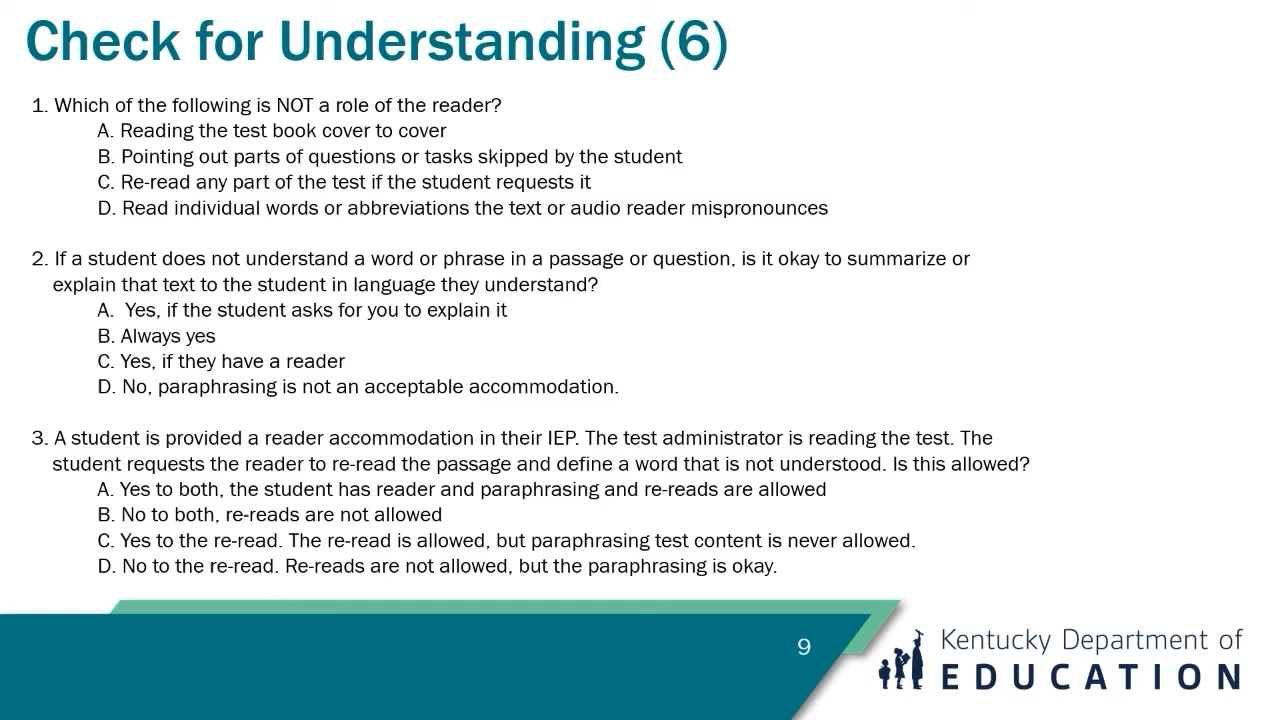 Check for Understanding (6)
1. Which of the following is NOT a role of the reader?
A. Reading the test book cover to cover
B. Pointing out parts of questions or tasks skipped by the student
C. Re-read any part of the test if the student requests it
D. Read individual words or abbreviations the text or audio reader mispronounces
2. If a student does not understand a word or phrase in a passage or question, is it okay to summarize or
explain that text to the student in language they understand?
A. Yes, if the student asks for you to explain it
B. Always yes
C. Yes, if they have a reader
D. No, paraphrasing is not an acceptable accommodation.
3. A student is provided a reader accommodation in their IEP. The test administrator is reading the test. The
student requests the reader to re-read the passage and define a word that is not understood. Is this allowed?
A. Yes to both, the student has reader and paraphrasing and re-reads are allowed
B. No to both, re-reads are not allowed
C. Yes to the re-read. The re-read is allowed, but paraphrasing test content is never allowed.
D. No to the re-read. Re-reads are not allowed, but the paraphrasing is okay.
9
Kentucky Department of
EDUCATION